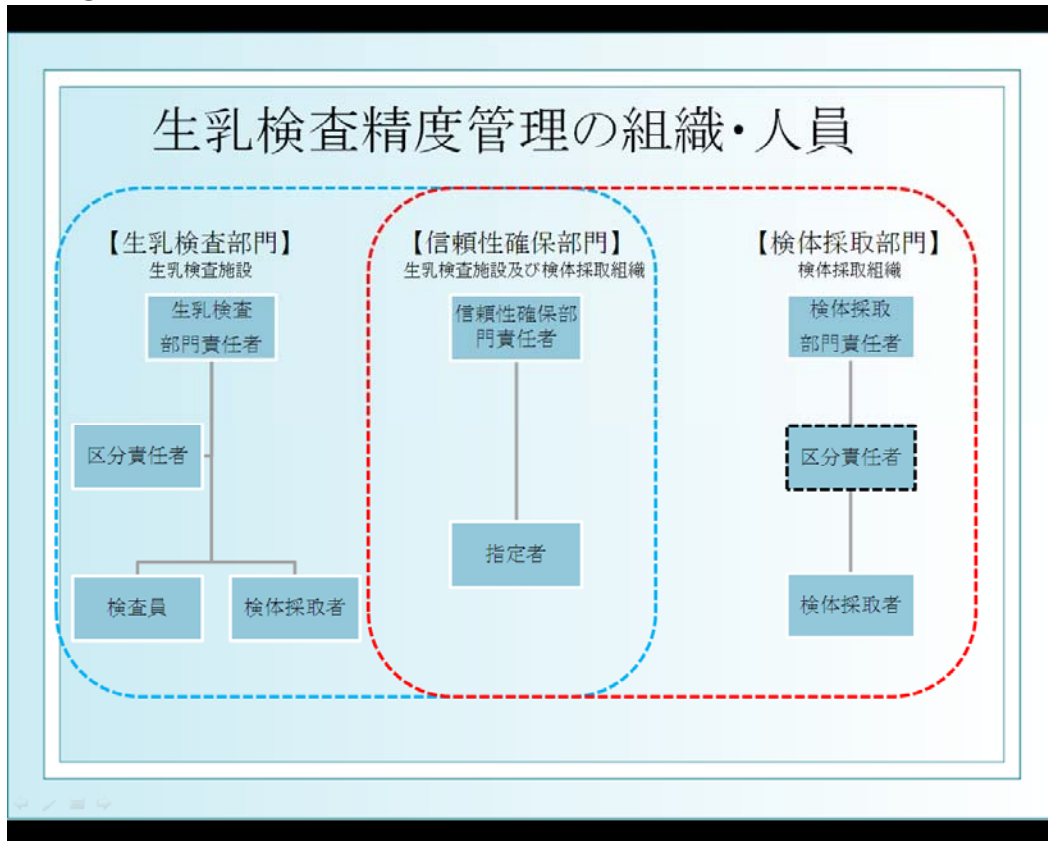 生乳検査精度管理の組織・人員
【生乳検査部門】
生乳検査施設
生乳検査
部門責任者
区分責任者
検査員
検体採取者
【信頼性確保部門】
生乳検査施設及び検体採取組織
信頼性確保部
門責任者
指定者
【検体採取部門】
検体採取組織
検体採取
部門責任者
区分責任者
検体採取者